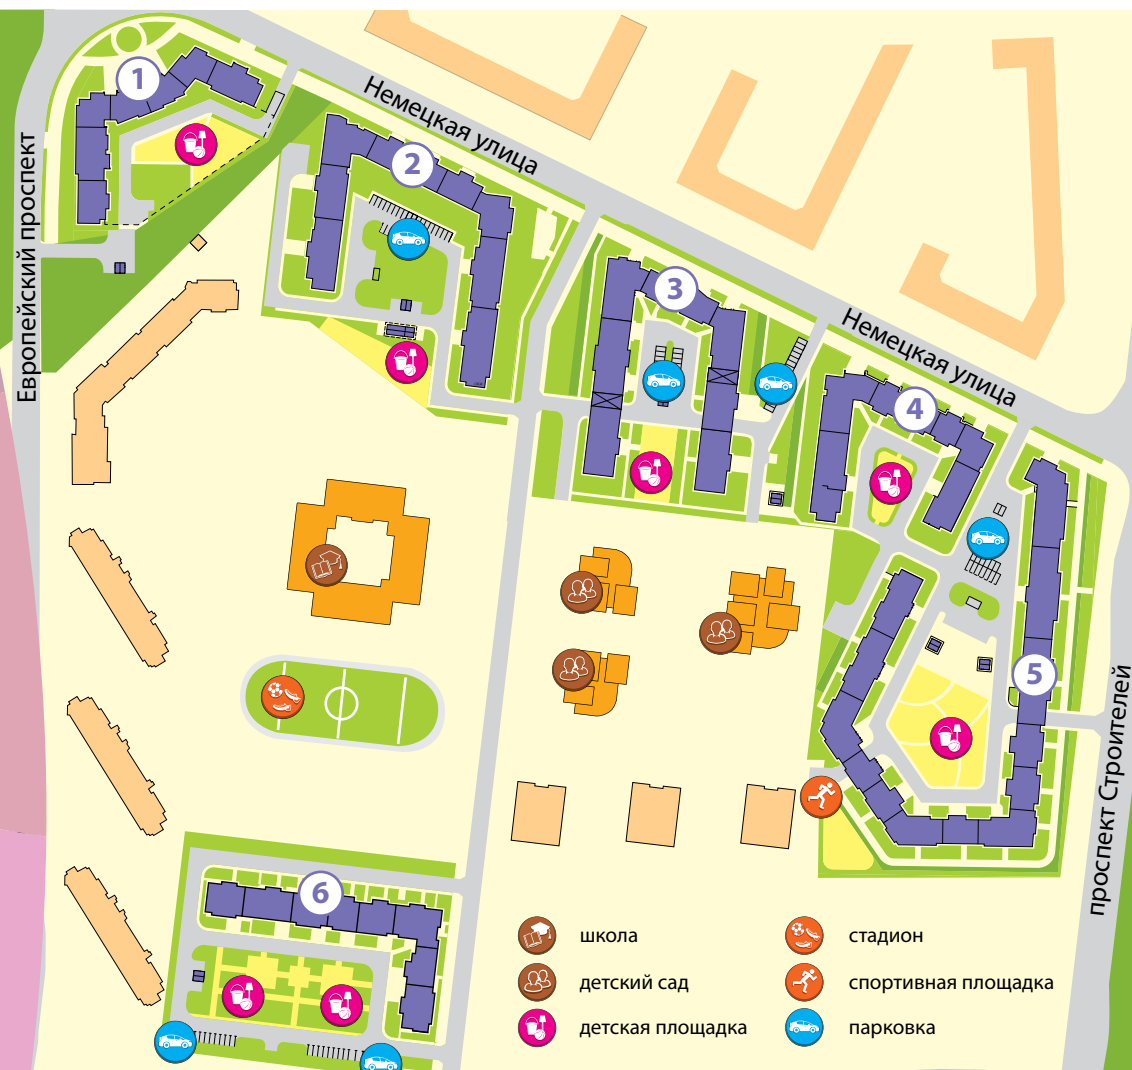 1
Немецкая улица
2
Европейский проспект
3
Немецкая улица
4
5
проспект Строителей
6
школа
стадион
детский сад
спортивная площадка
детская площадка
парковка